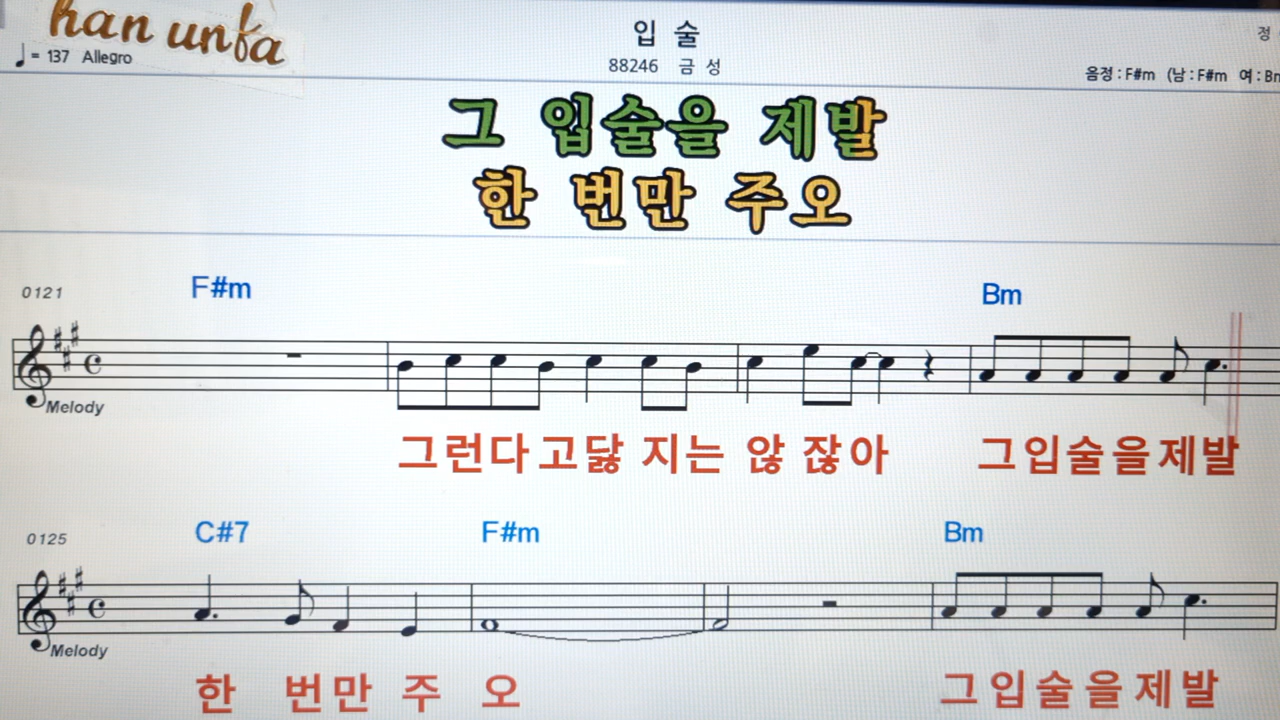 han unfa
입 술
♩= 137 Allegro
88246 금 성
정
음정 : F#m (남 : F#m 여 : Bm
그 입술을 제발
한 번만 주오
0121 F#m Bm
Melody
그런다고닳 지는 않 잖아 그입술을제발
0125 C#7 F#m Bm
Melody
한 번만 주 오 그입술을제발